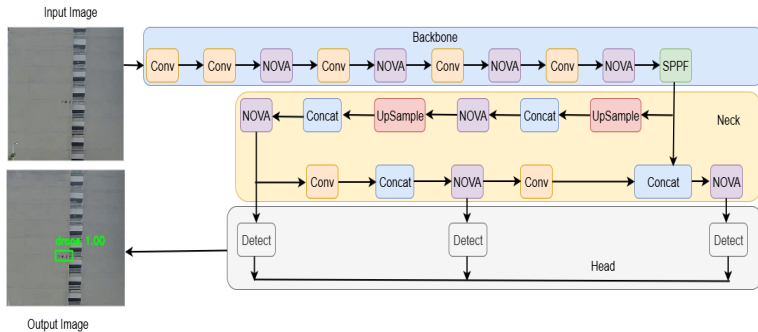 Input Image
Backbone
Conv Conv NOVA Conv NOVA Conv NOVA Conv NOVA SPPF
NOVA Concat UpSample NOVA Concat UpSample Neck
Conv Concat NOVA Conv Concat NOVA
drone 1.00
Detect Detect Detect
Head
Output Image